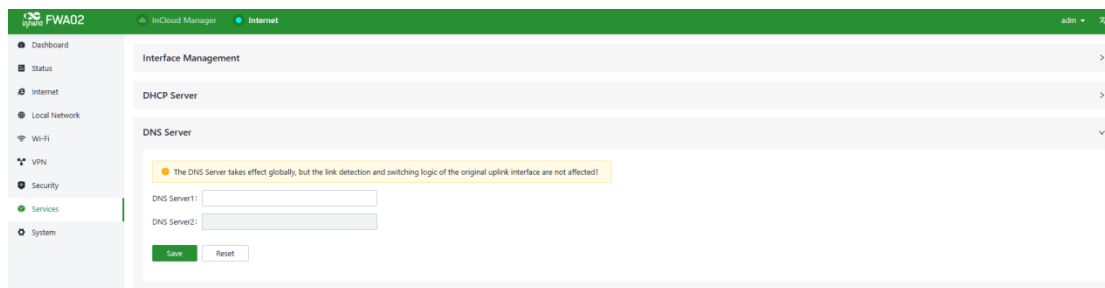 inhand FWA02
InCloud Manager Internet adm
Dashboard
Status
Internet
Local Network
Wi-Fi
VPN
Security
Services
System
Interface Management
DHCP Server
DNS Server
The DNS Server takes effect globally, but the link detection and switching logic of the original uplink interface are not affected!
DNS Server1:
DNS Server2:
Save Reset